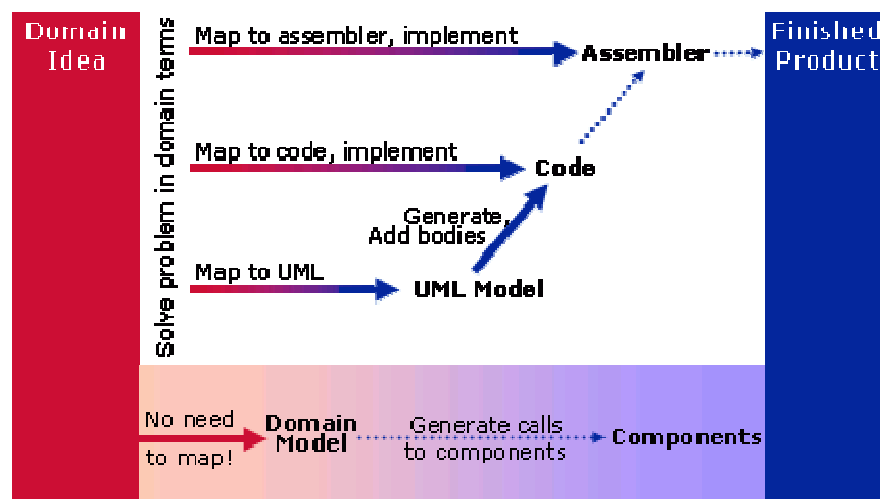 Domain
Idea
Solve problem in domain terms
Map to assembler, implement
Assembler
Finished
Product
Map to code, implement
Code
Generate,
Add bodies
Map to UML
UML Model
No need
to map!
Domain
Model
Generate calls
to components
Components